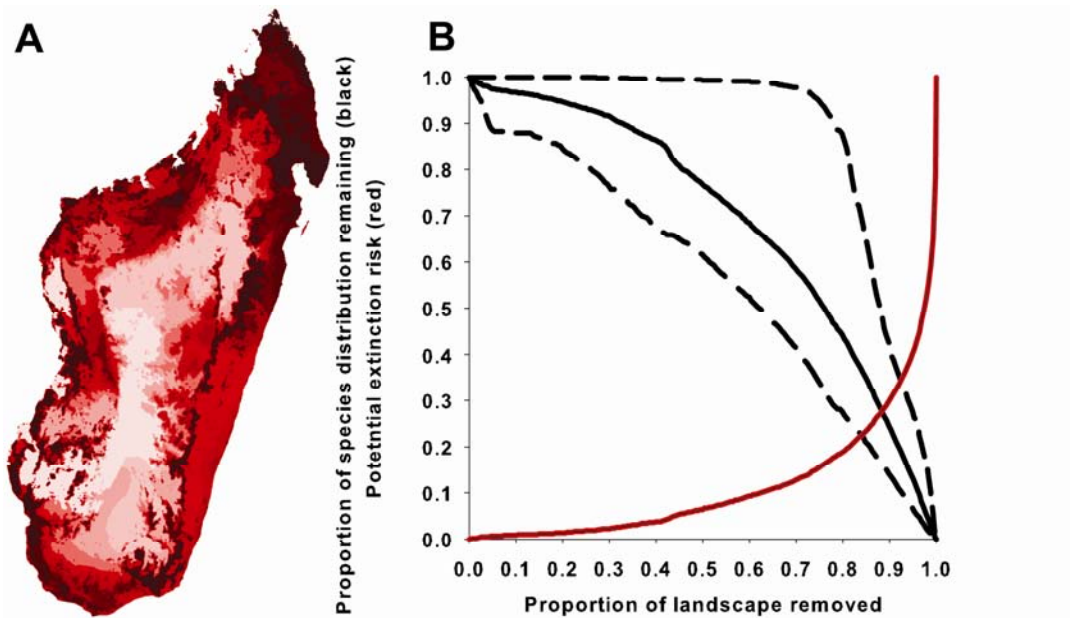 A
B
Proportion of species distribution remaining (black)
Potetntial extinction risk (red)
1.0
0.9
0.8
0.7
0.6
0.5
0.4
0.3
0.2
0.1
0.0
0.0 0.1 0.2 0.3 0.4 0.5 0.6 0.7 0.8 0.9 1.0
Proportion of landscape removed